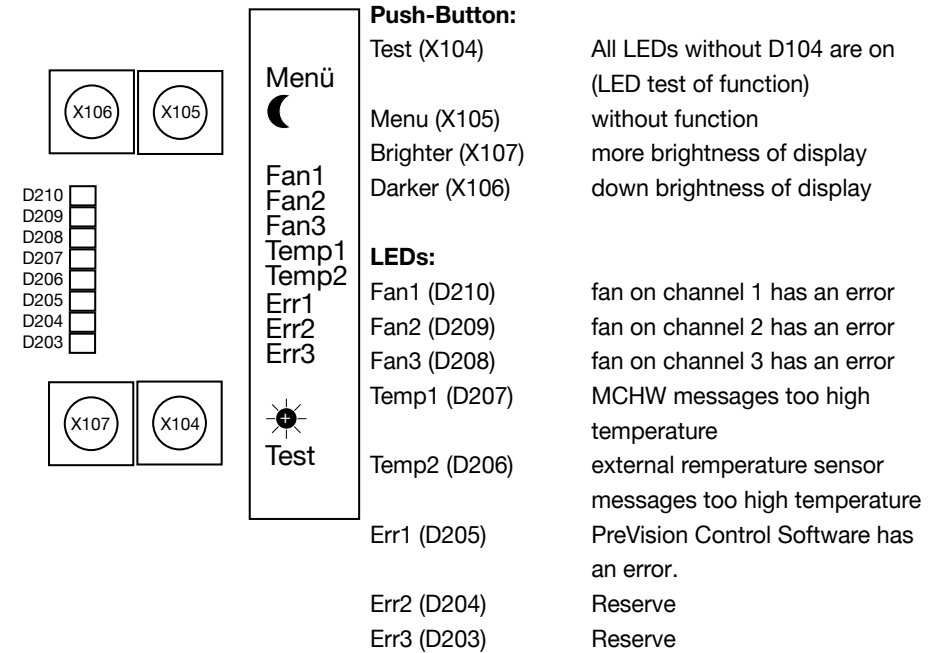 X106
X105
D210
D209
D208
D207
D206
D205
D204
D203
X107
X104
Menü
Fan1
Fan2
Fan3
Temp1
Temp2
Err1
Err2
Err3
Test
Push-Button:
Test (X104) All LEDs without D104 are on
(LED test of function)
Menu (X105) without function
Brighter (X107) more brightness of display
Darker (X106) down brightness of display
LEDs:
Fan1 (D210) fan on channel 1 has an error
Fan2 (D209) fan on channel 2 has an error
Fan3 (D208) fan on channel 3 has an error
Temp1 (D207) MCHW messages too high
temperature
Temp2 (D206) external remperature sensor
messages too high temperature
Err1 (D205) PreVision Control Software has
an error.
Err2 (D204) Reserve
Err3 (D203) Reserve